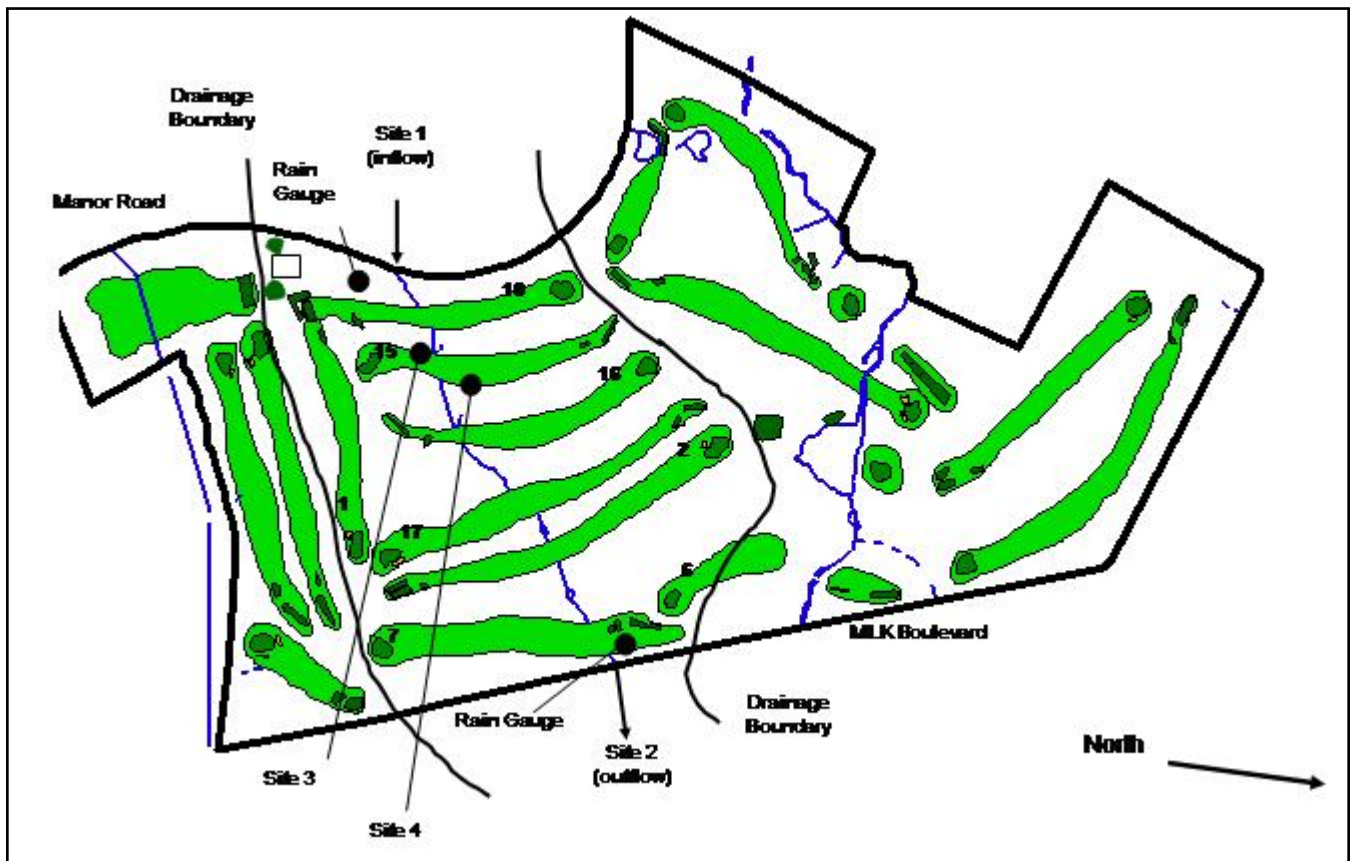 Drainage
Boundary
Site 1
(inflow)
Rain
Gauge
Manor Road
18
15
16
2
1
17
6
7
MLK Boulevard
Rain Gauge
Drainage
Boundary
Site 2
(outflow)
North
Site 3
Site 4